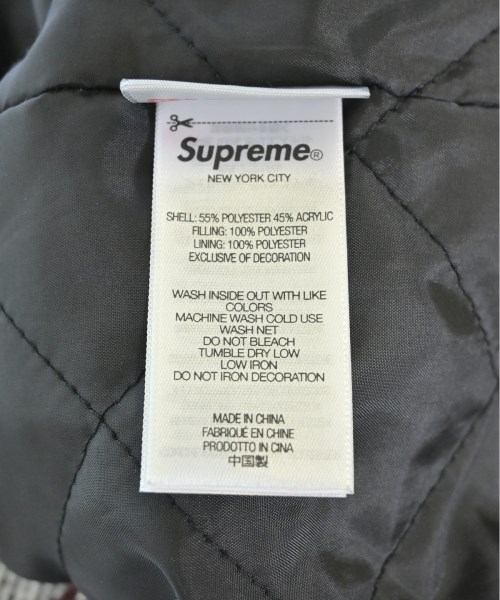 Supreme®
NEW YORK CITY
SHELL: 55% POLYESTER 45% ACRYLIC
FILLING: 100% POLYESTER
LINING: 100% POLYESTER
EXCLUSIVE OF DECORATION
WASH INSIDE OUT WITH LIKE
COLORS
MACHINE WASH COLD USE
WASH NET
DO NOT BLEACH
TUMBLE DRY LOW
LOW IRON
DO NOT IRON DECORATION
MADE IN CHINA
FABRIQUÉ EN CHINE
PRODOTTO IN CINA
中国製